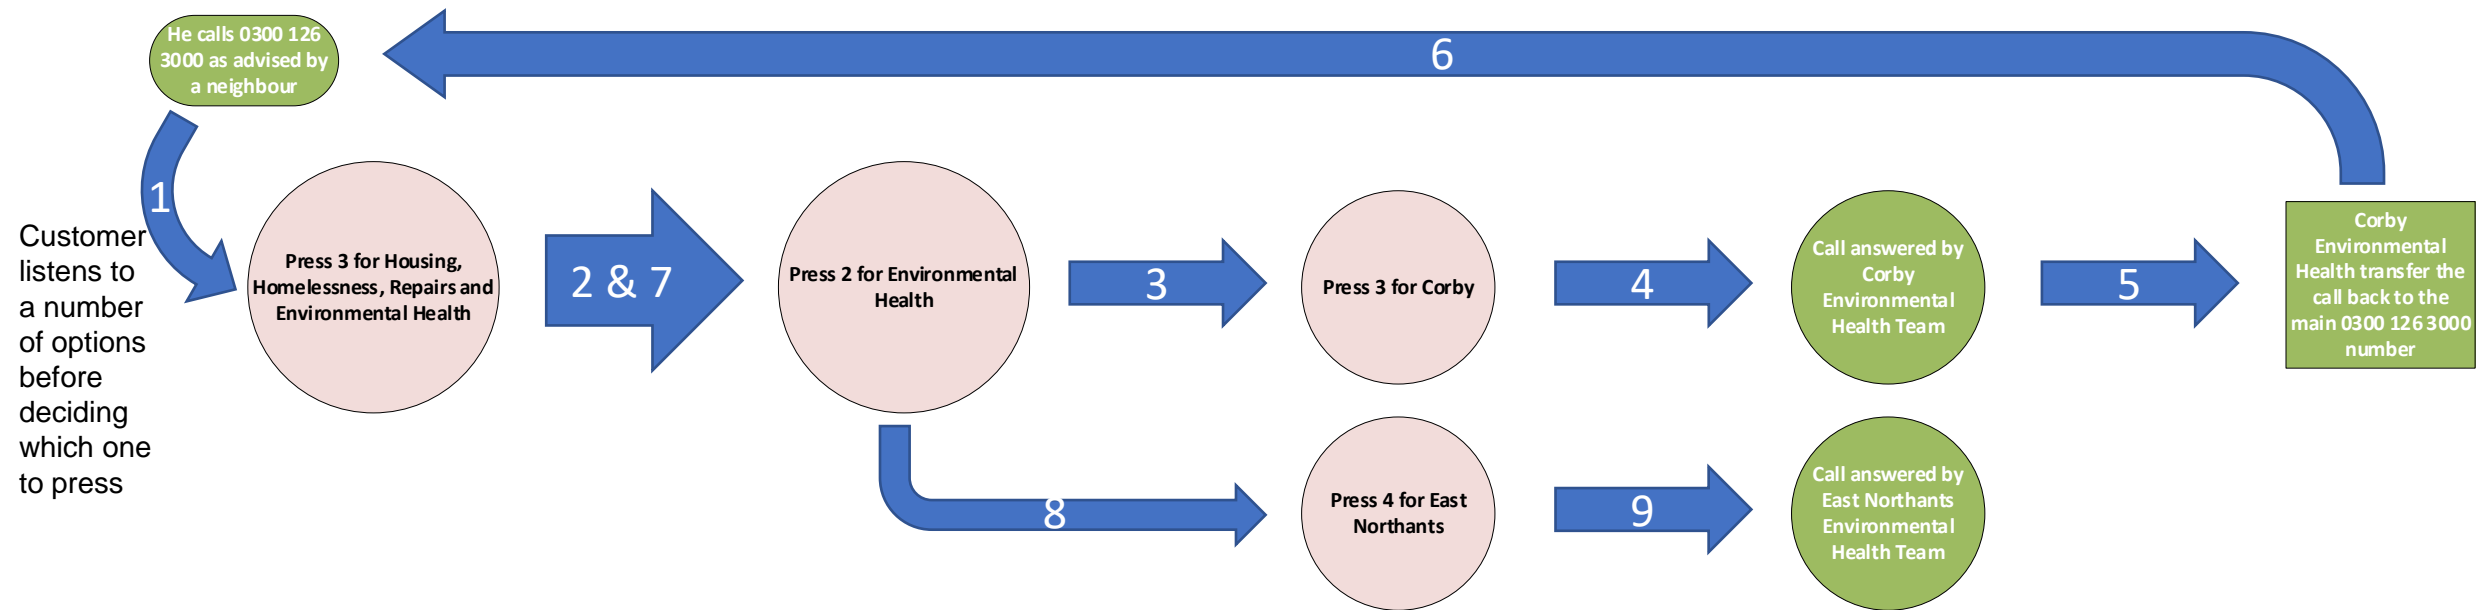 He calls 0300 126
3000 as advised by
a neighbour
6
1
Customer
listens to
a number
of options
before
deciding
which one
to press
Press 3 for Housing,
Homelessness, Repairs and
Environmental Health
2 & 7
Press 2 for Environmental
Health
3
Press 3 for Corby
4
Call answered by
Corby
Environmental
Health Team
5
Corby
Environmental
Health transfer the
call back to the
main 0300 126 3000
number
8
Press 4 for East
Northants
9
Call answered by
East Northants
Environmental
Health Team